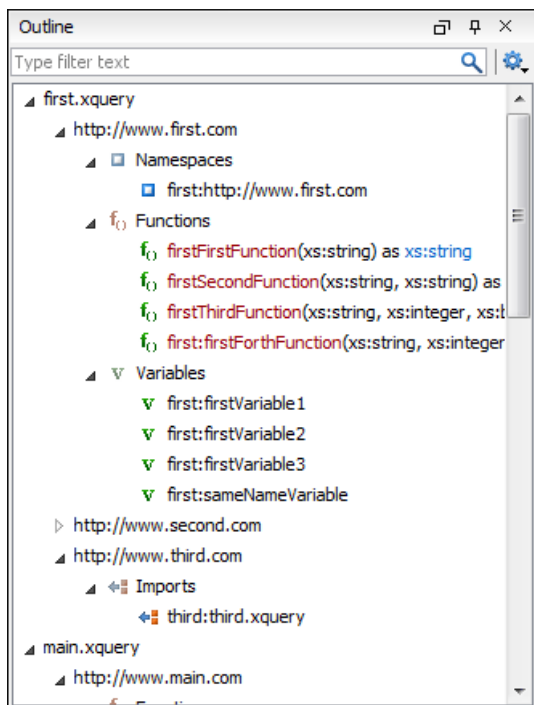 Outline
Type filter text
first.xquery
http://www.first.com
Namespaces
first:http://www.first.com
f() Functions
f() firstFirstFunction(xs:string) as xs:string
f() firstSecondFunction(xs:string, xs:string) as
f() firstThirdFunction(xs:string, xs:integer, xs:
f() first:firstForthFunction(xs:string, xs:integer
v Variables
v first:firstVariable1
v first:firstVariable2
v first:firstVariable3
v first:sameNameVariable
http://www.second.com
http://www.third.com
Imports
third:third.xquery
main.xquery
http://www.main.com